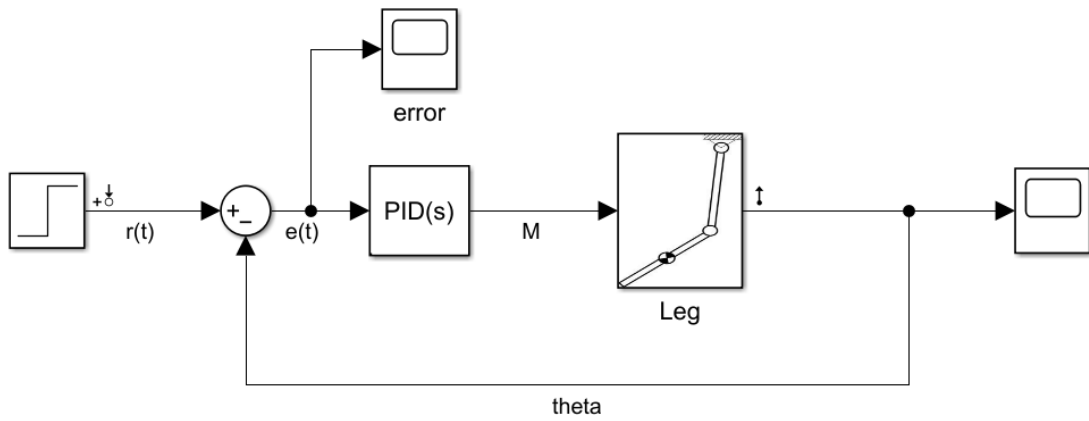 error
r(t)
+
−
e(t)
PID(s)
M
Leg
theta